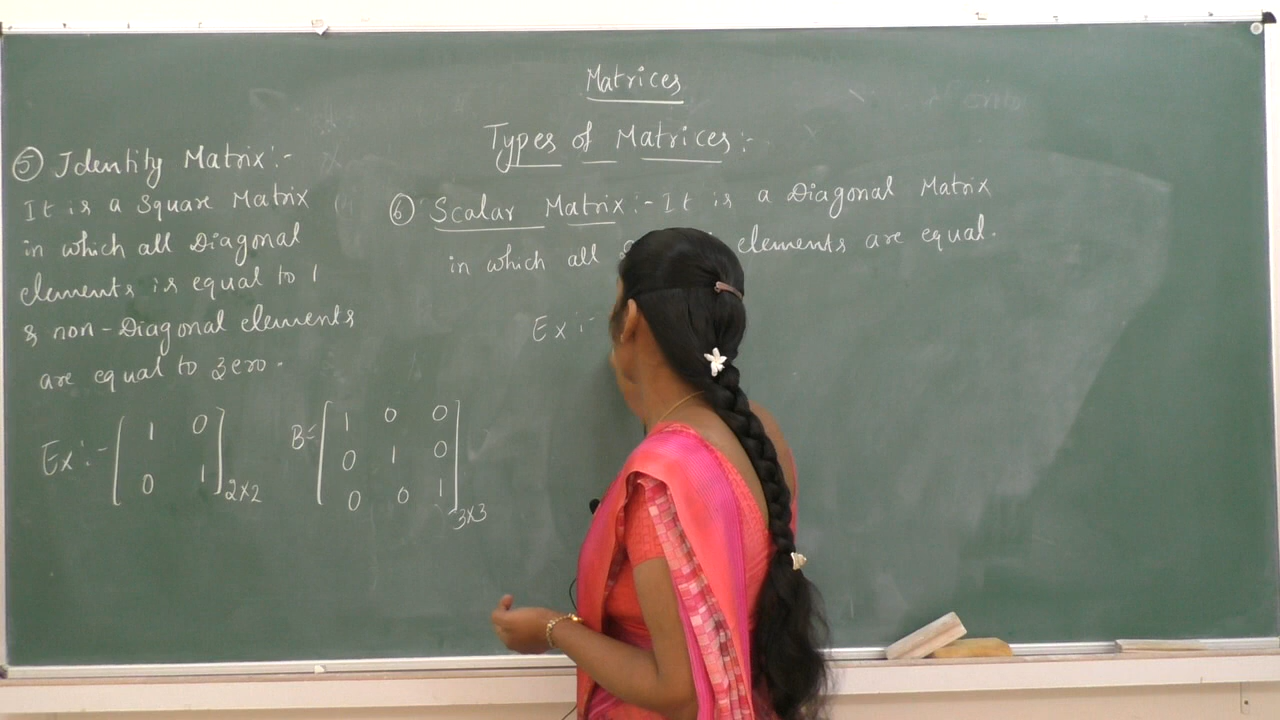 Matrices
Types of Matrices:-
⑤ Identity Matrix:-
It is a Square Matrix
in which all Diagonal
elements is equal to 1
& non-Diagonal elements
are equal to zero.
Ex:- [1 0
0 1] 2x2
B= [1 0 0
0 1 0
0 0 1] 3x3
⑥ Scalar Matrix:- It is a Diagonal Matrix
in which all elements are equal.
Ex:-